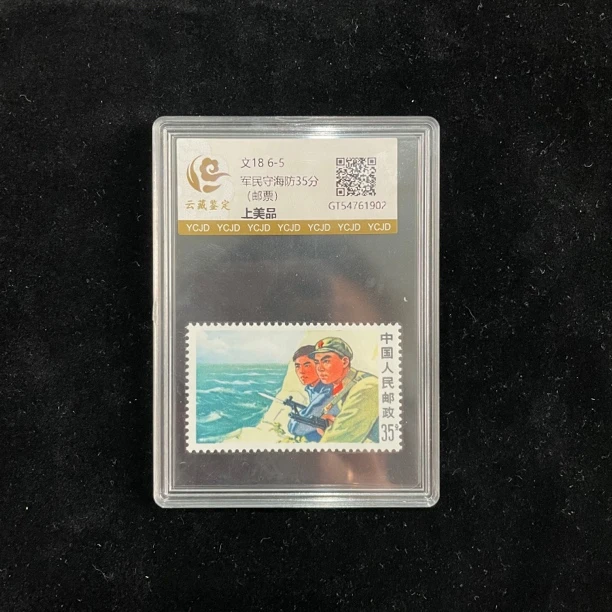 云藏鉴定
文18 6-5
军民守海防35分
（邮票）
上美品
GT54761902
YCJD YCJD YCJD YCJD YCJD YCJD YCJD
中国人民邮政
35分